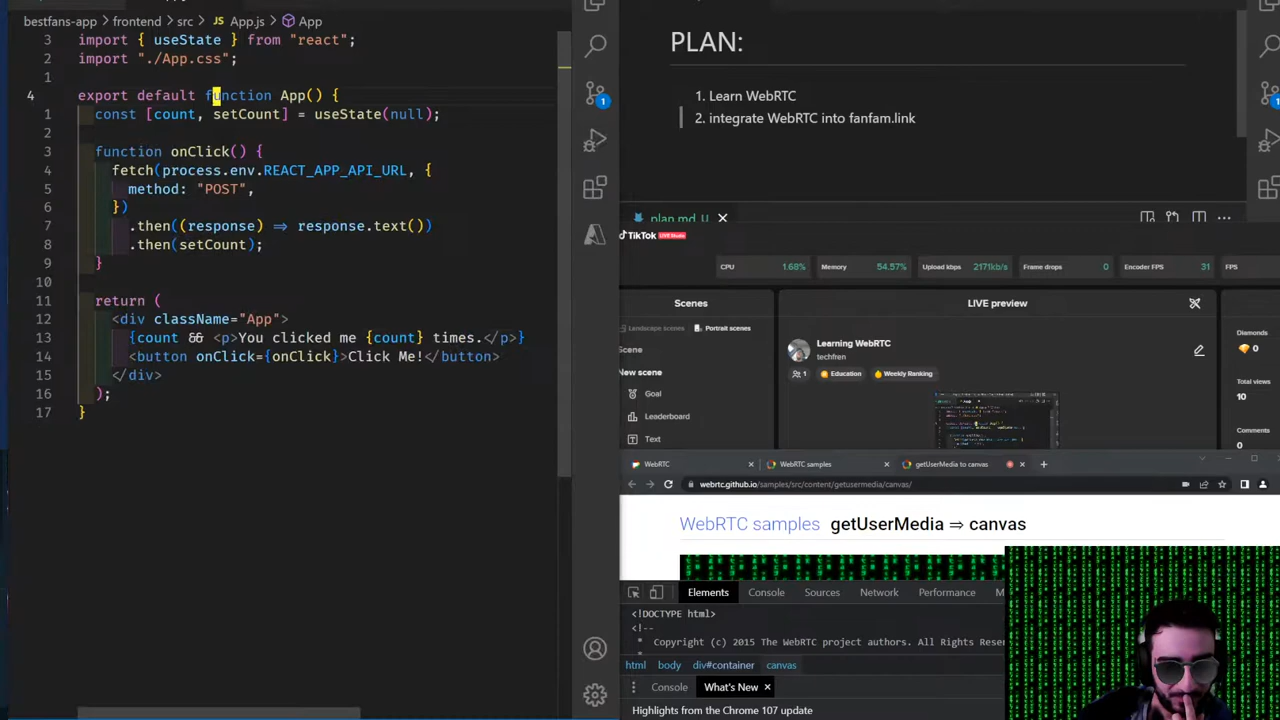 bestfans-app > frontend > src > JS App.js > App
3 import { useState } from "react";
2 import "./App.css";
1
4 export default function App() {
1 const [count, setCount] = useState(null);
2
3 function onClick() {
4 fetch(process.env.REACT_APP_API_URL, {
5 method: "POST",
6 })
7 .then((response) ⇒ response.text())
8 .then(setCount);
9 }
10
11 return (
12 <div className="App">
13 {count && <p>You clicked me {count} times.</p>}
14 <button onClick={onClick}>Click Me!</button>
15 </div>
16 );
17 }
1
PLAN:
1. Learn WebRTC
2. integrate WebRTC into fanfam.link
plan.md U
TikTok LIVE Studio
CPU 1.68% Memory 54.57% Upload kbps 2171kb/s Frame drops 0 Encoder FPS 31 FPS
Scenes
Landscape scenes Portrait scenes
Scene
New scene
Goal
Leaderboard
Text
LIVE preview
Learning WebRTC
techfren
1 Education Weekly Ranking
Diamonds
0
Total views
10
Comments
0
WebRTC WebRTC samples getUserMedia to canvas
webrtc.github.io/samples/src/content/getusermedia/canvas/
WebRTC samples getUserMedia ⇒ canvas
Elements Console Sources Network Performance M
<!DOCTYPE html>
<!--
* Copyright (c) 2015 The WebRTC project authors. All Rights Rese
html body div#container canvas
Console What's New
Highlights from the Chrome 107 update